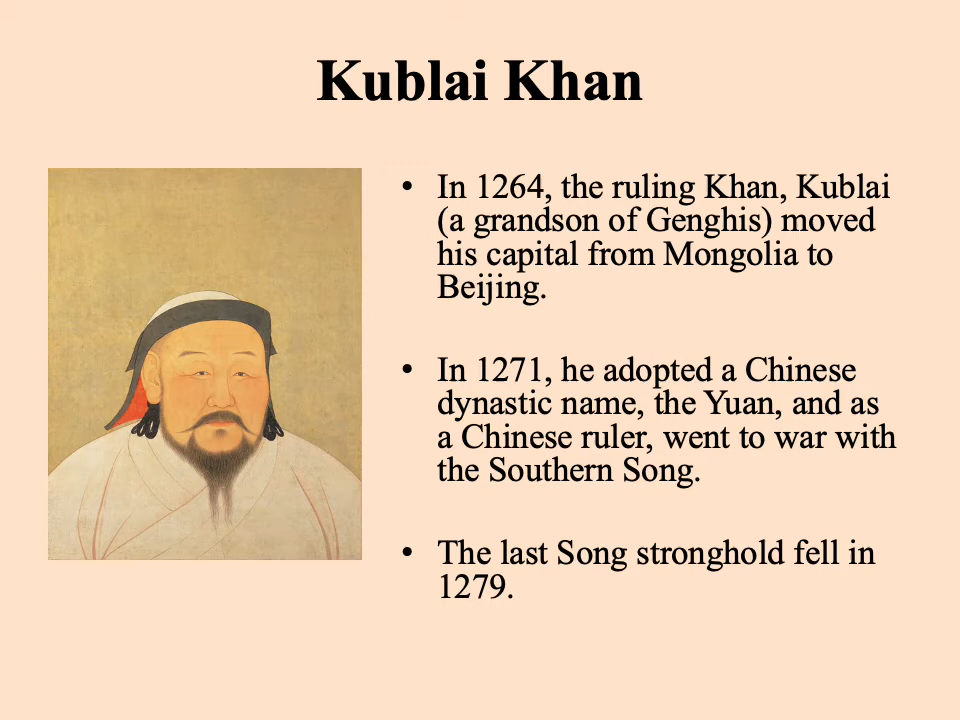 Kublai Khan
• In 1264, the ruling Khan, Kublai
(a grandson of Genghis) moved
his capital from Mongolia to
Beijing.
• In 1271, he adopted a Chinese
dynastic name, the Yuan, and as
a Chinese ruler, went to war with
the Southern Song.
• The last Song stronghold fell in
1279.